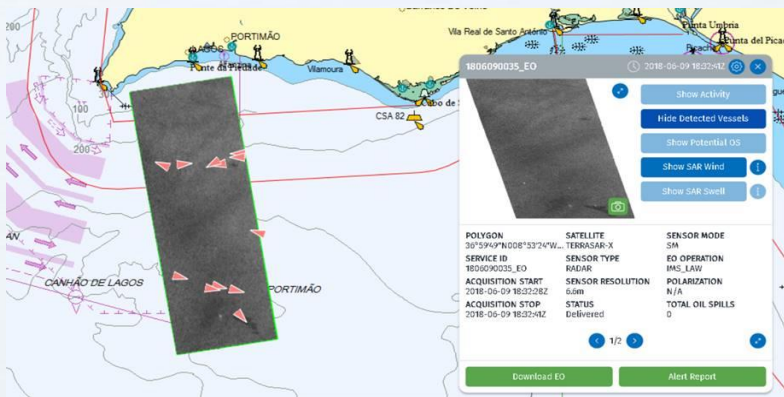 200
100
30
200
LAGOS
PORTIMÃO
Ponte da Piedade
Vilamoura
Vila Real de Santo António
Punta Umbria
Punta del Pica
Cabo de S
CSA 82
CANHÃO DE LAGOS
PORTIMÃO
1806090035_EO
2018-06-09 18:32:41Z
Show Activity
Hide Detected Vessels
Show Potential OS
Show SAR Wind
Show SAR Swell
POLYGON
36°59'49"N008°53'24"W...
SATELLITE
TERRASAR-X
SENSOR MODE
SM
SERVICE ID
1806090035_EO
SENSOR TYPE
RADAR
EO OPERATION
IMS_LAW
ACQUISITION START
2018-06-09 18:32:28Z
SENSOR RESOLUTION
6.6m
POLARIZATION
N/A
ACQUISITION STOP
2018-06-09 18:32:41Z
STATUS
Delivered
TOTAL OIL SPILLS
0
1/2
Download EO
Alert Report